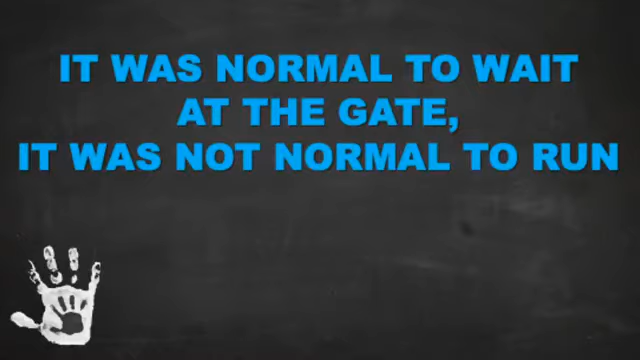 IT WAS NORMAL TO WAIT
AT THE GATE,
IT WAS NOT NORMAL TO RUN